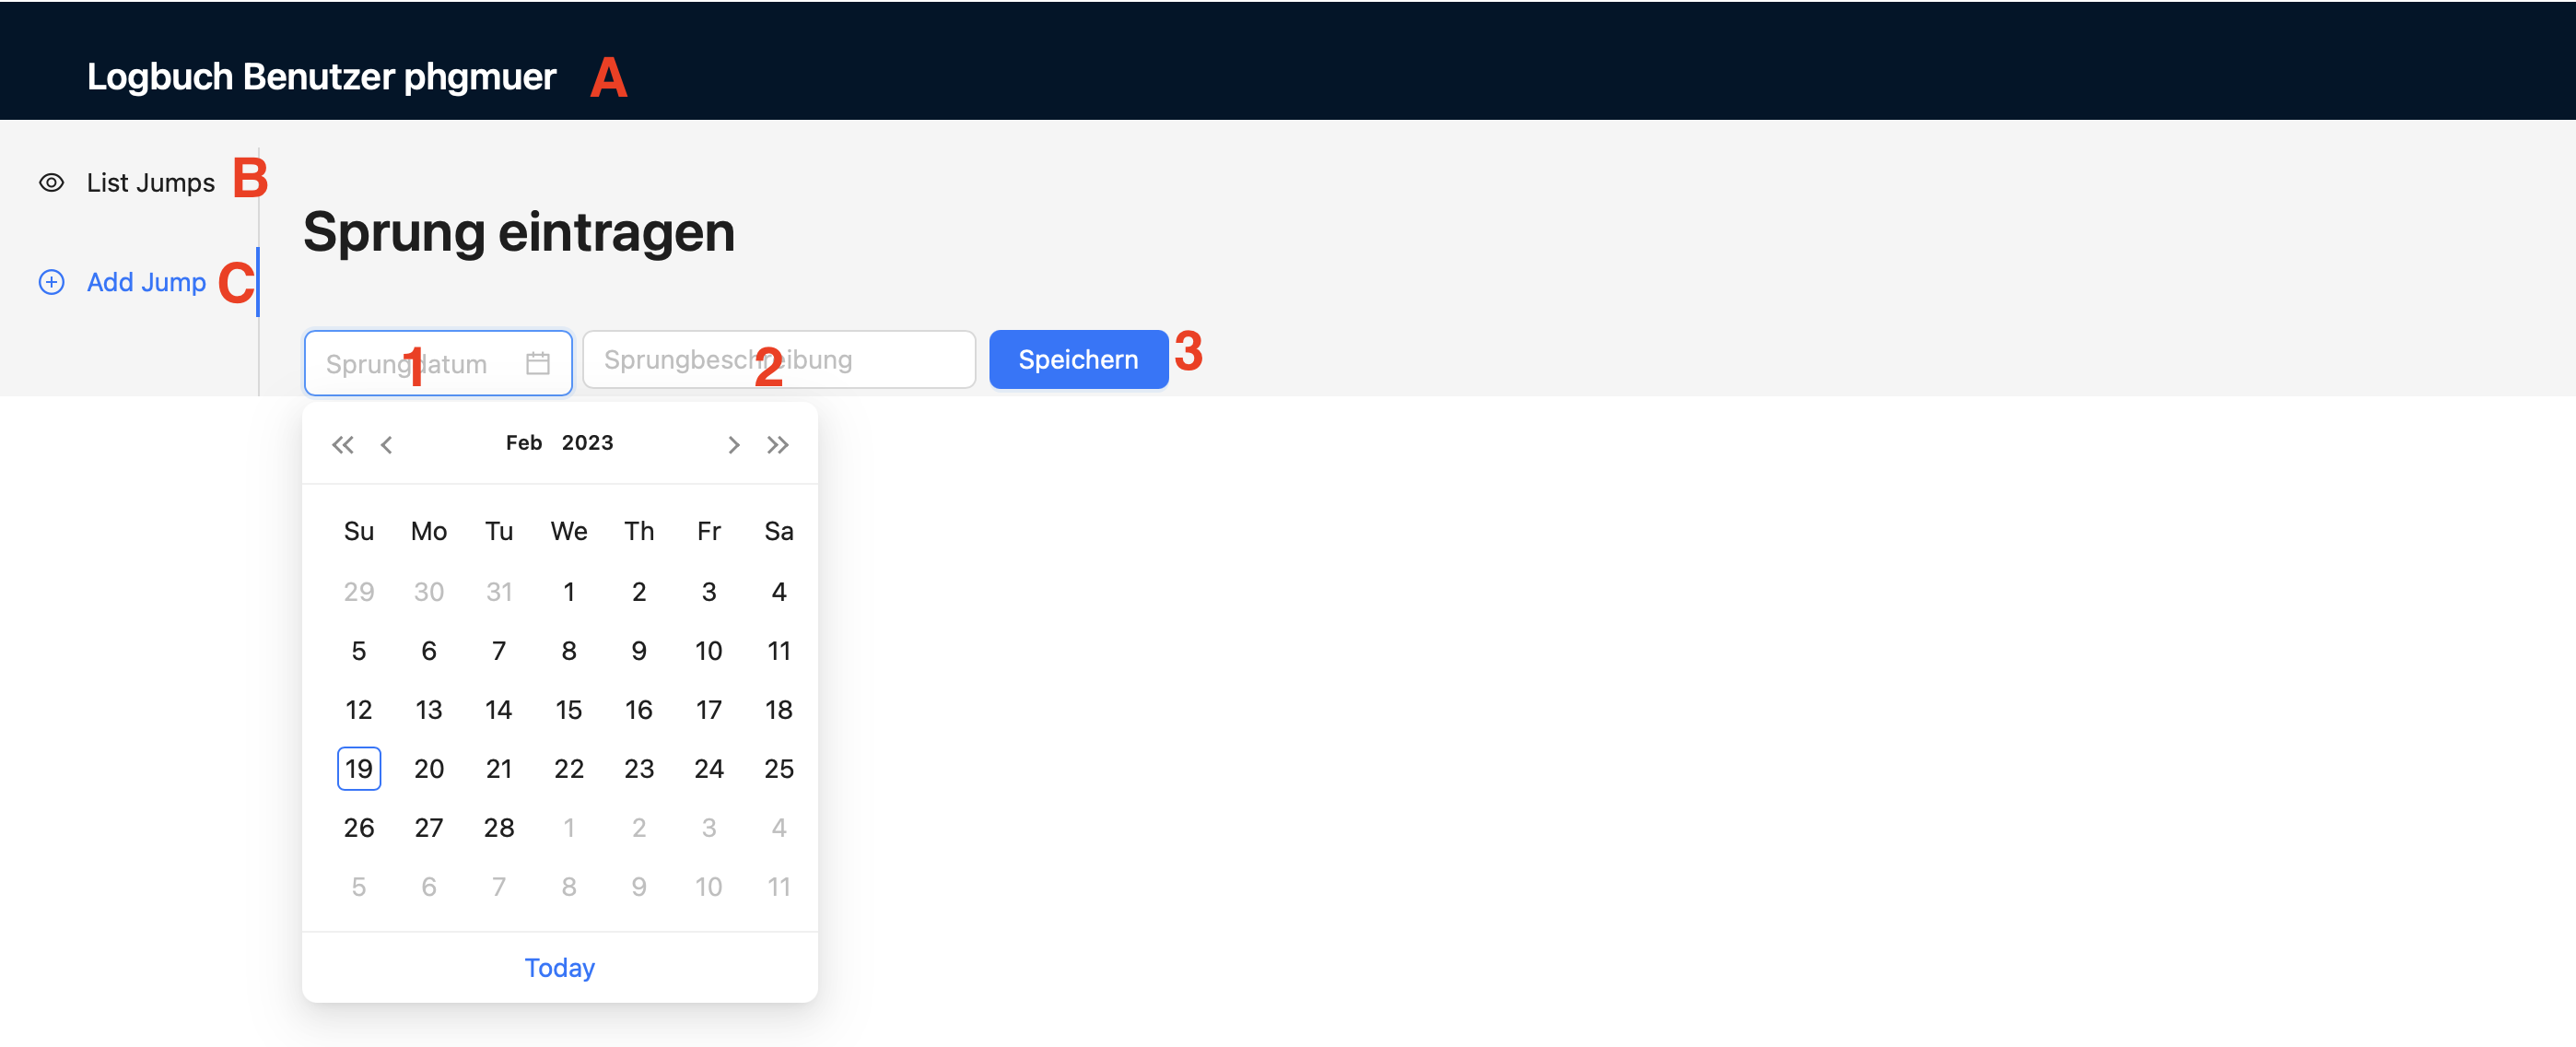 Logbuch Benutzer phgmuer A
List Jumps B
Sprung eintragen
Add Jump C
Sprungdatum 1 Sprungbeschreibung 2 Speichern 3
Feb 2023
Su Mo Tu We Th Fr Sa
29 30 31 1 2 3 4
5 6 7 8 9 10 11
12 13 14 15 16 17 18
19 20 21 22 23 24 25
26 27 28 1 2 3 4
5 6 7 8 9 10 11
Today